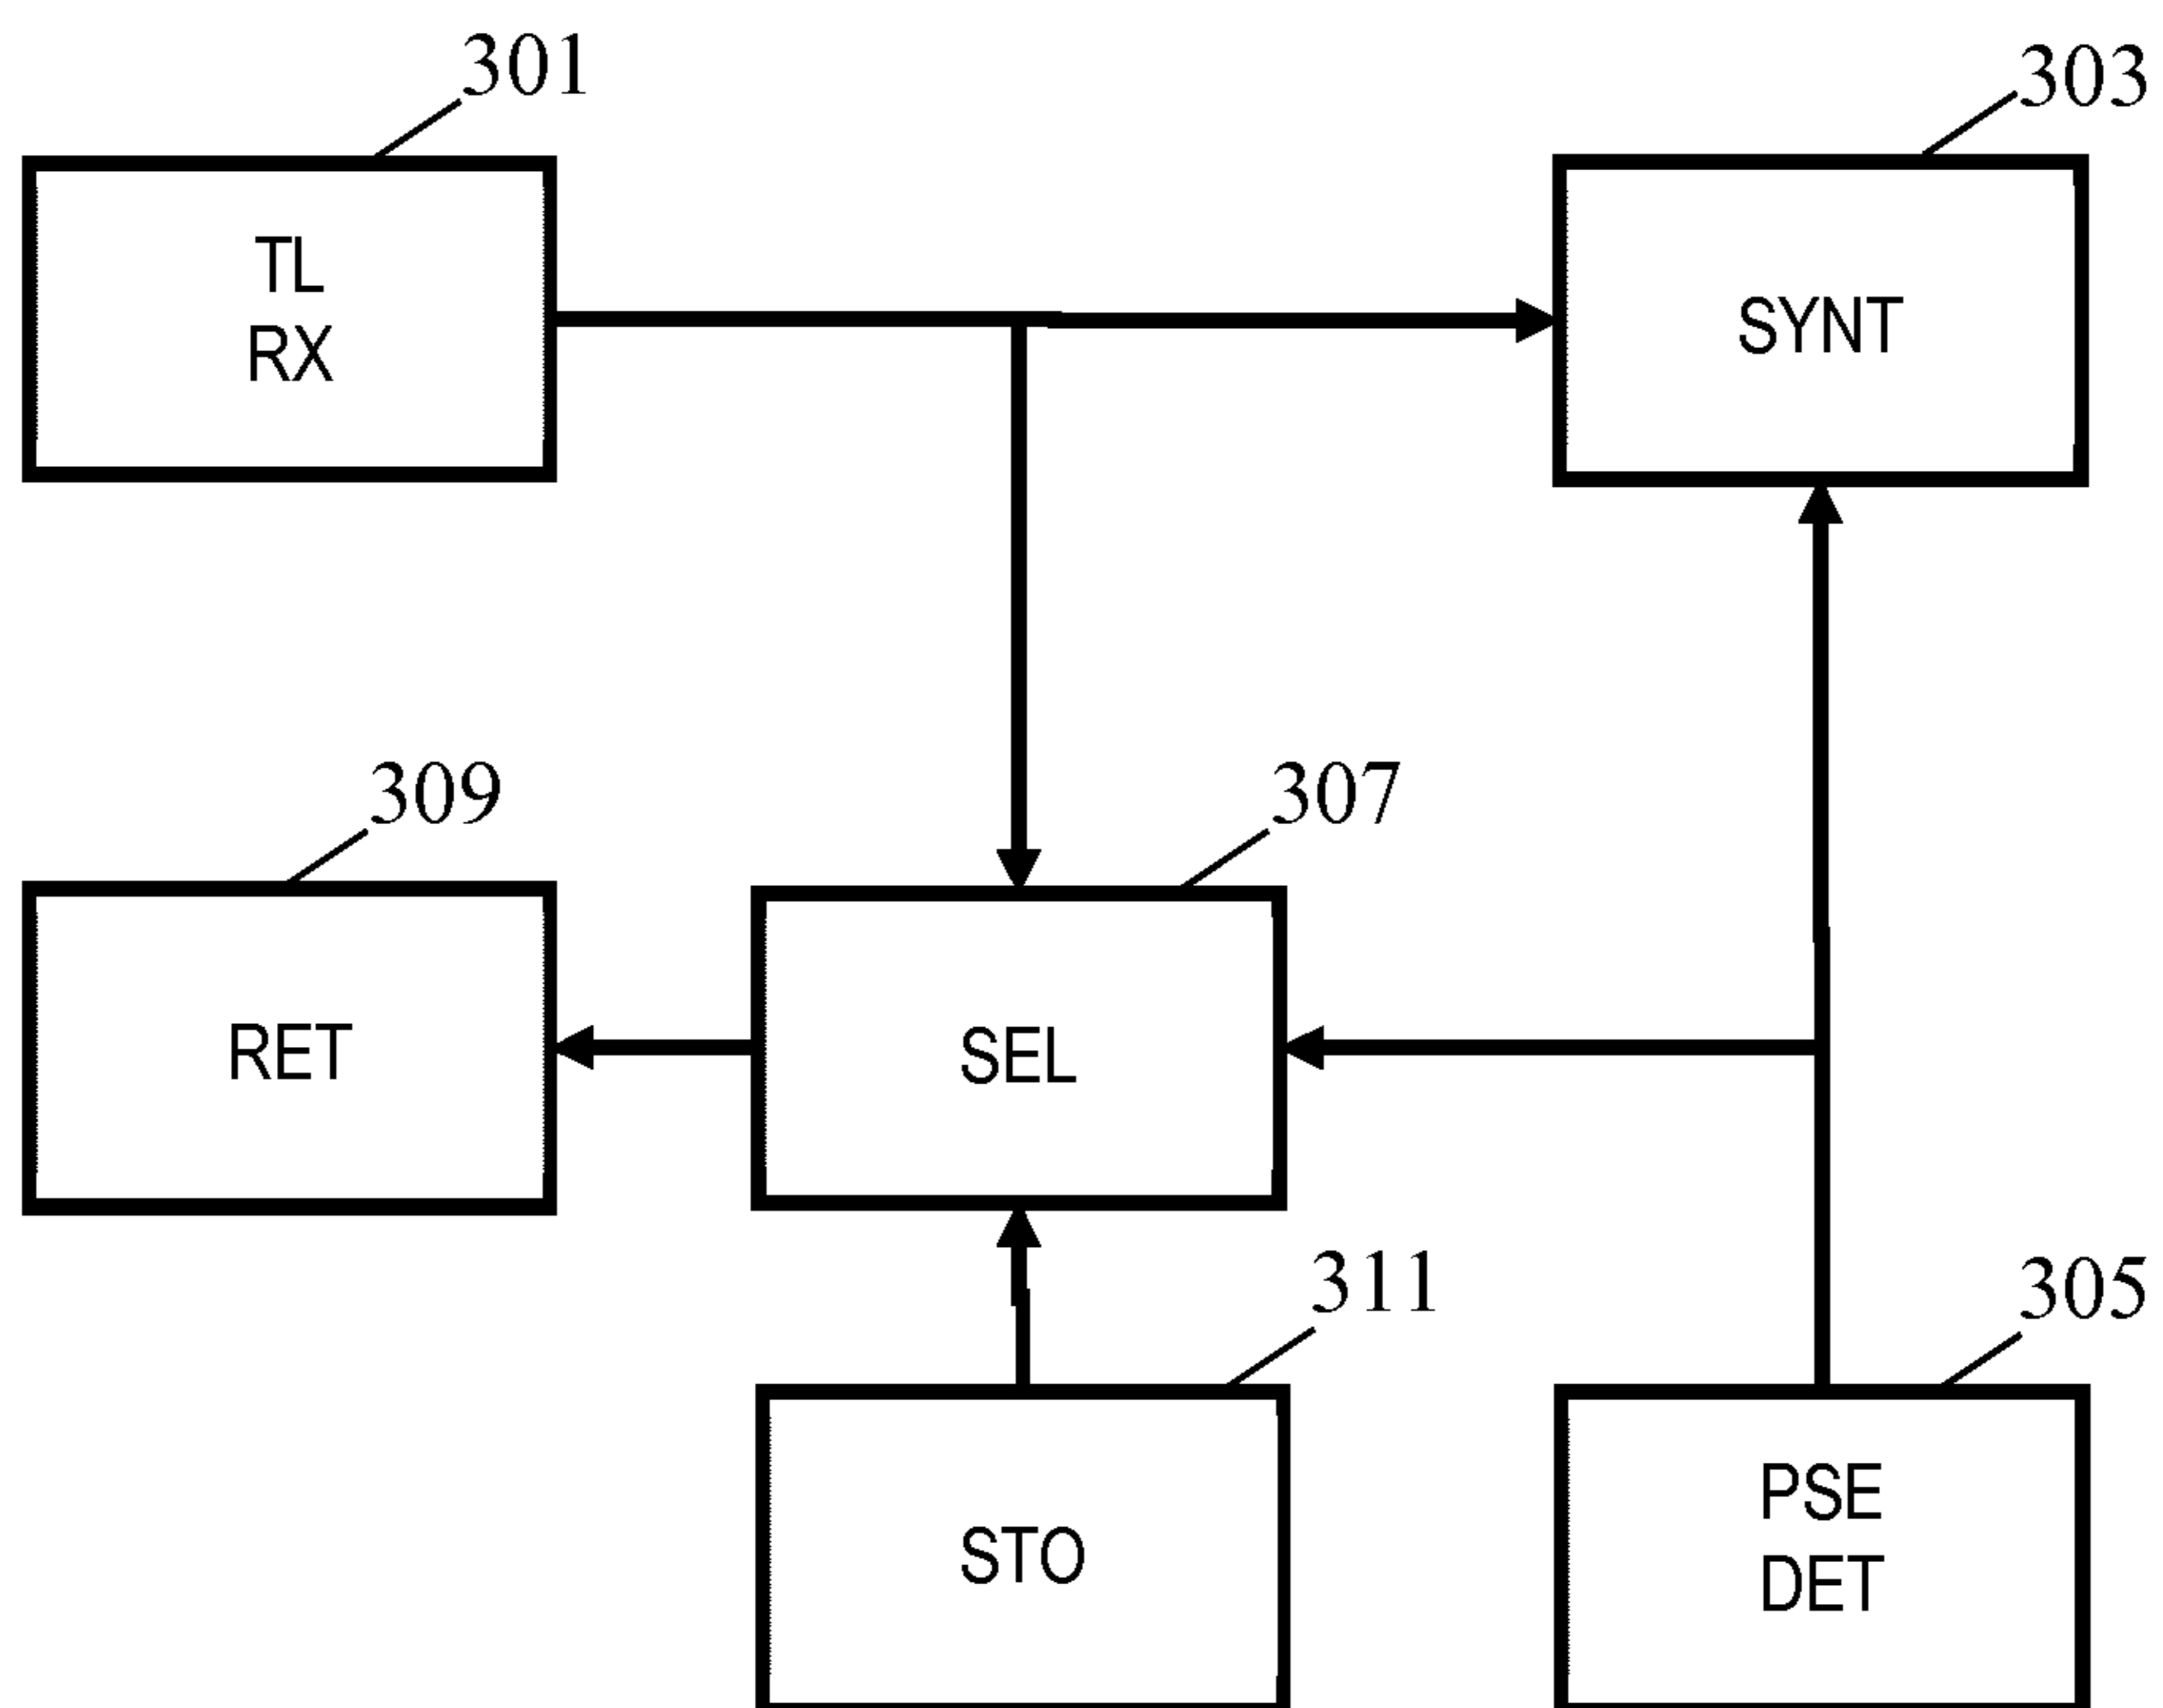 301
303
TL
RX
SYNT
309
307
RET
SEL
311
305
STO
PSE
DET